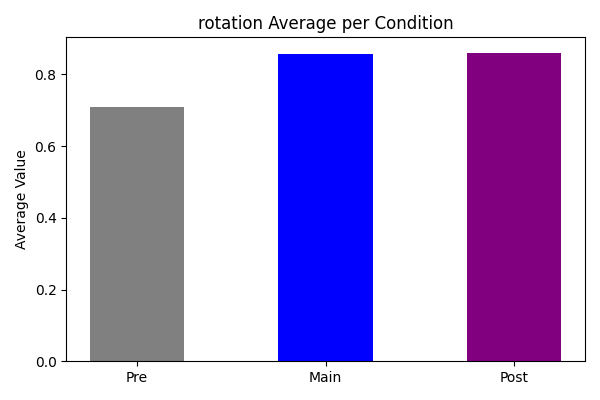 rotation Average per Condition
Average Value
0.8
0.6
0.4
0.2
0.0
Pre
Main
Post